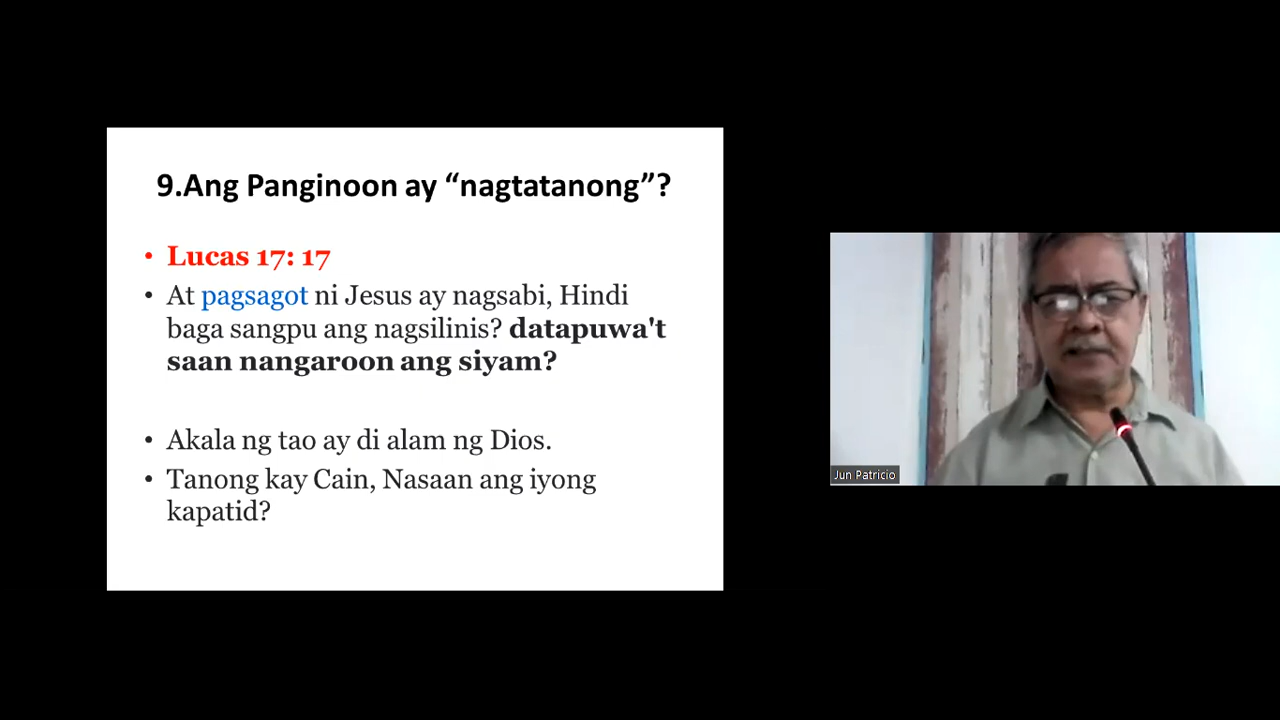 9.Ang Panginoon ay “nagtatanong”?
• Lucas 17: 17
• At pagsagot ni Jesus ay nagsabi, Hindi
baga sangpu ang nagsilinis? datapuwa't
saan nangaroon ang siyam?
• Akala ng tao ay di alam ng Dios.
• Tanong kay Cain, Nasaan ang iyong
kapatid?
Jun Patricio